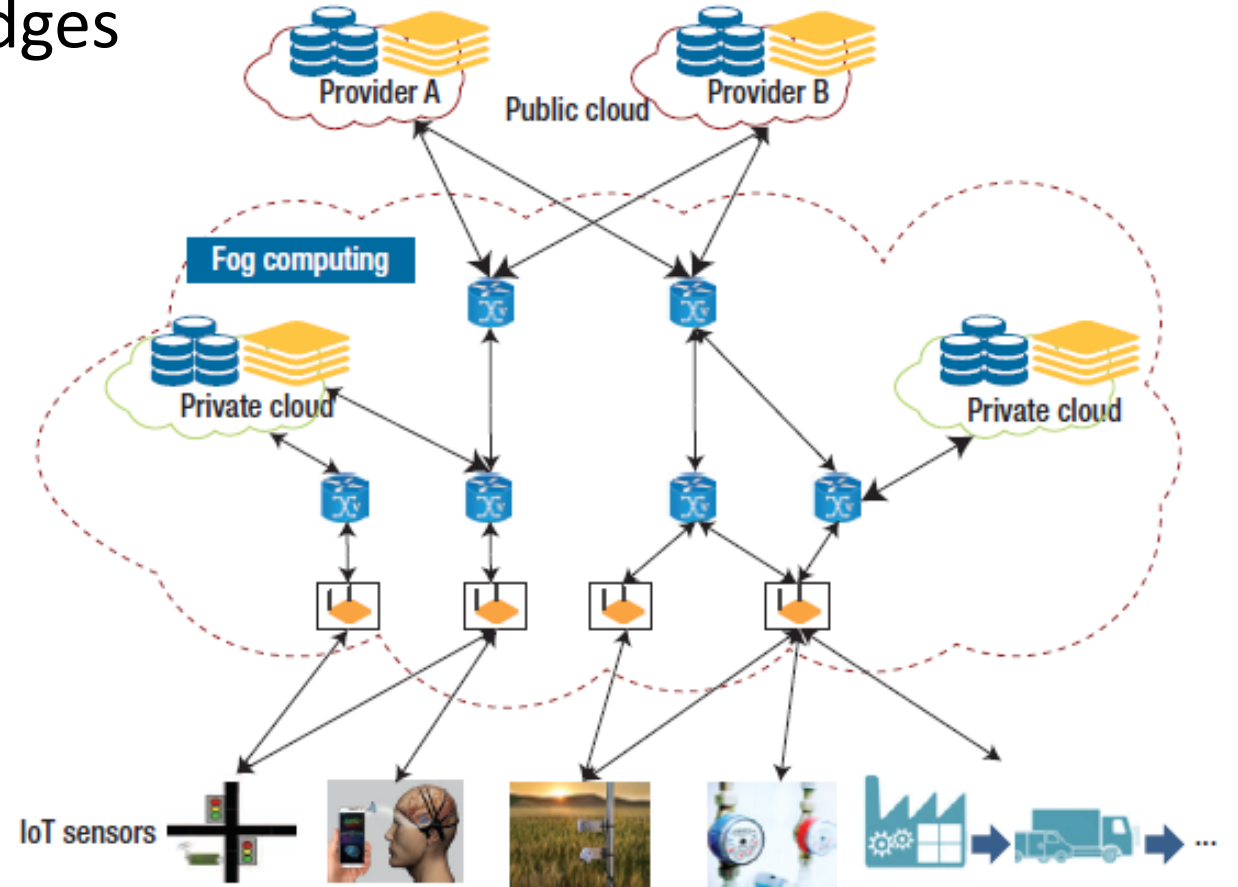 dges
Provider A
Provider B
Public cloud
Fog computing
Private cloud
Private cloud
IoT sensors
...